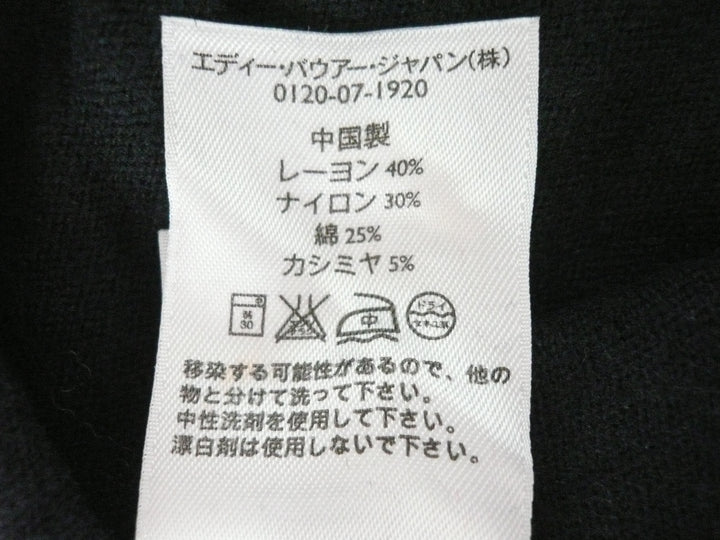 エディー・バウアー・ジャパン(株)
0120-07-1920
中国製
レーヨン 40%
ナイロン 30%
綿 25%
カシミヤ 5%
弱 30 中 ドライ
移染する可能性があるので、他の
物と分けて洗って下さい。
中性洗剤を使用して下さい。
漂白剤は使用しないで下さい。